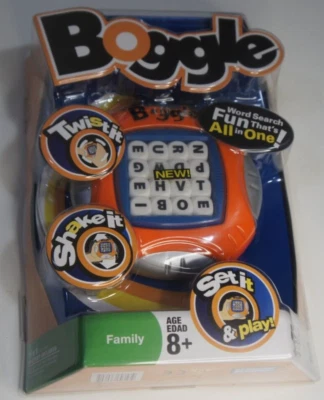 Boggle
Boggle
Word Search
Fun That's
All in One!
Twist it
NEW!
Shake it
Set it
& play!
Family
AGE
EDAD
8+